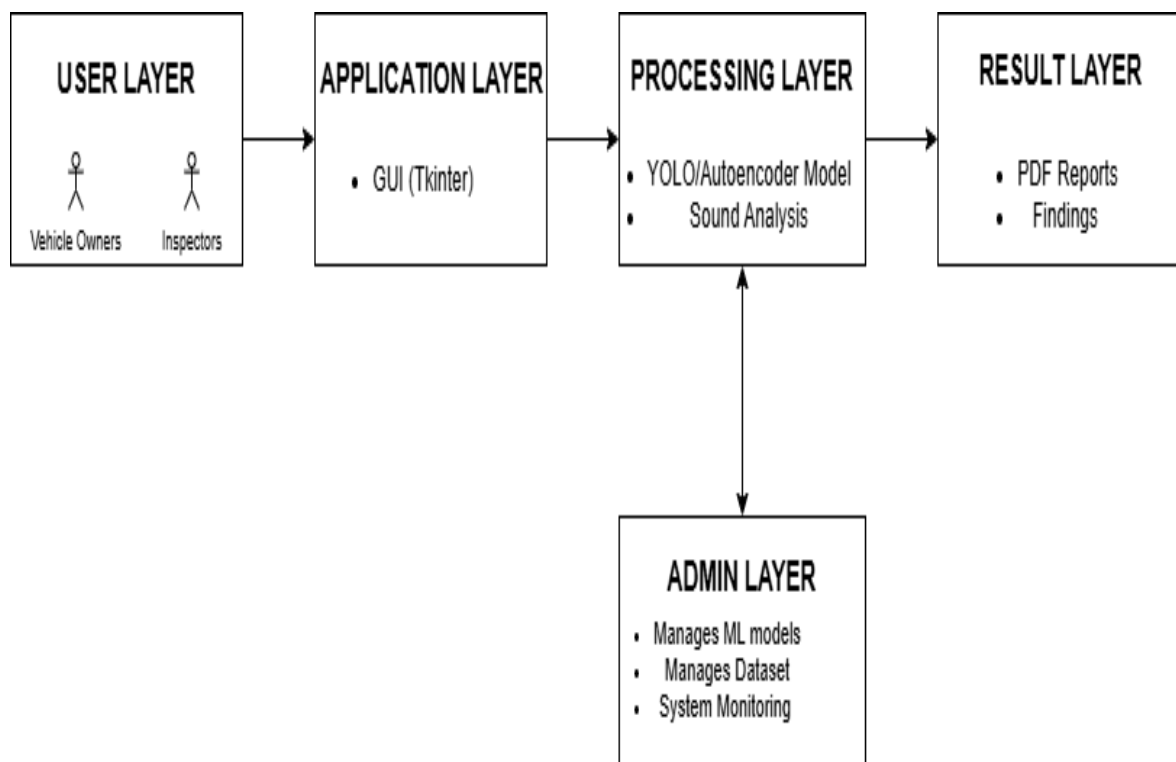 USER LAYER
Vehicle Owners
Inspectors
APPLICATION LAYER
• GUI (Tkinter)
PROCESSING LAYER
• YOLO/Autoencoder Model
• Sound Analysis
RESULT LAYER
• PDF Reports
• Findings
ADMIN LAYER
• Manages ML models
• Manages Dataset
• System Monitoring